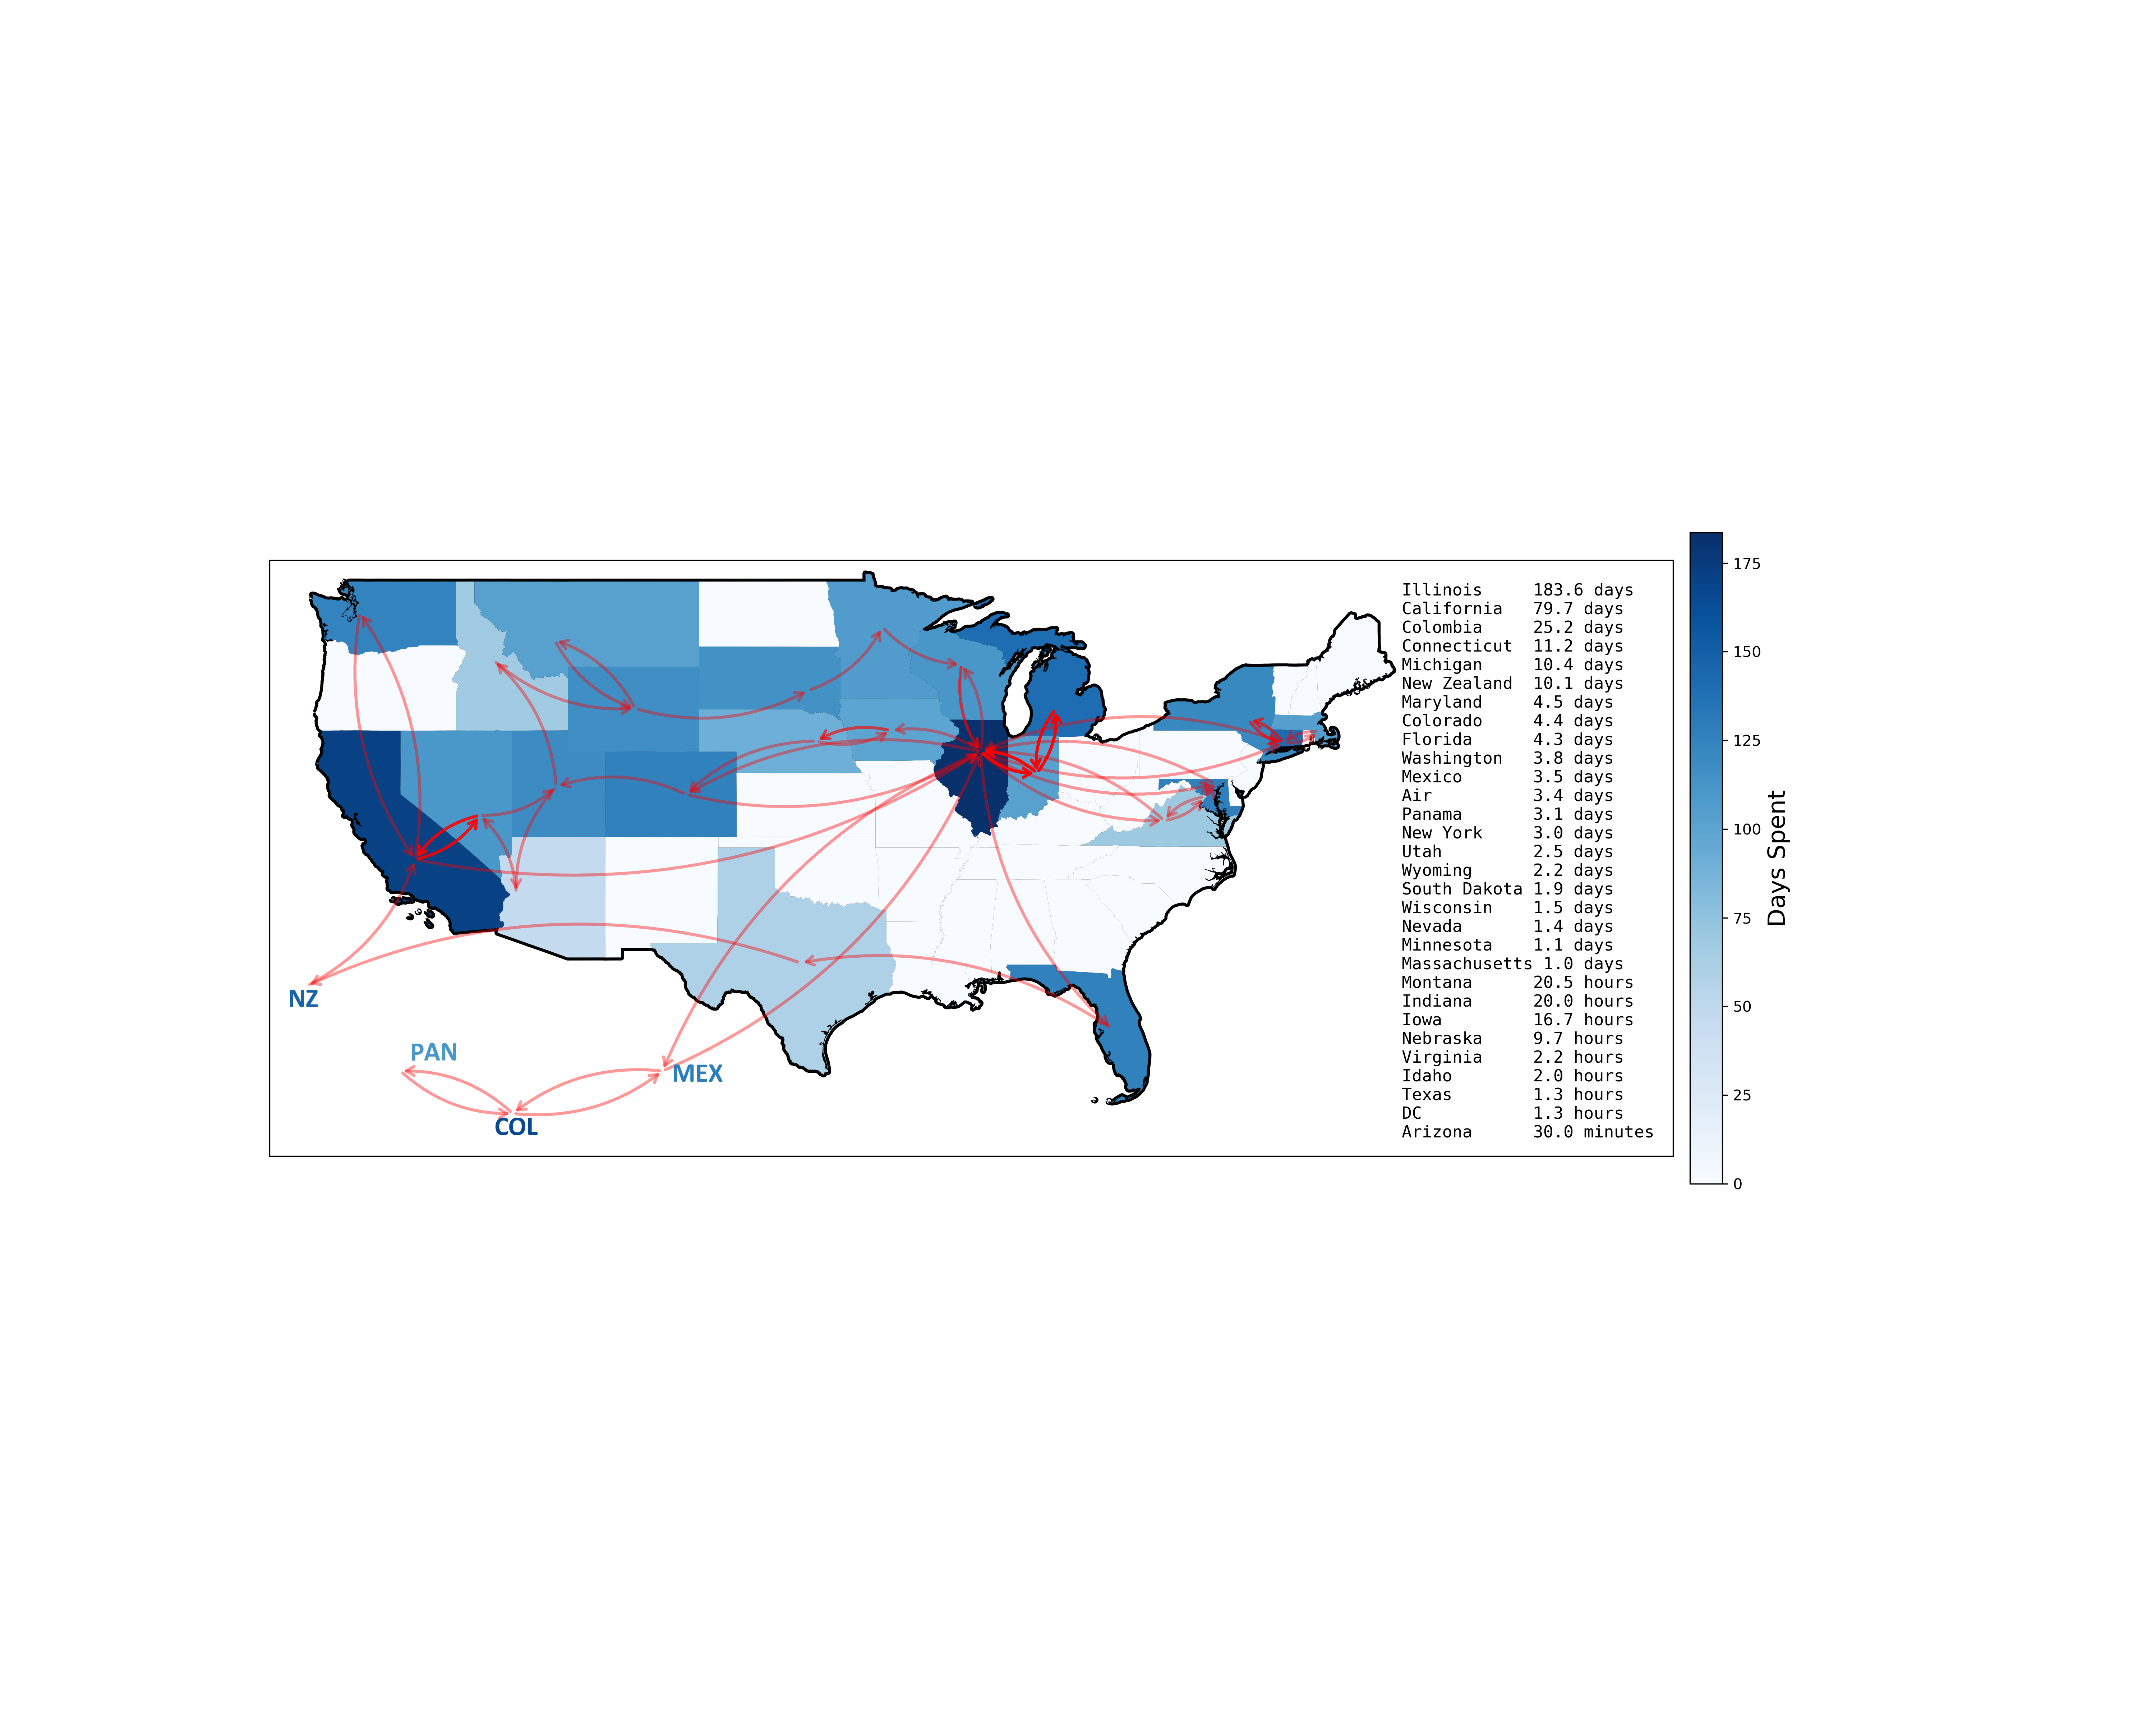 Illinois 183.6 days
California 79.7 days
Colombia 25.2 days
Connecticut 11.2 days
Michigan 10.4 days
New Zealand 10.1 days
Maryland 4.5 days
Colorado 4.4 days
Florida 4.3 days
Washington 3.8 days
Mexico 3.5 days
Air 3.4 days
Panama 3.1 days
New York 3.0 days
Utah 2.5 days
Wyoming 2.2 days
South Dakota 1.9 days
Wisconsin 1.5 days
Nevada 1.4 days
Minnesota 1.1 days
Massachusetts 1.0 days
Montana 20.5 hours
Indiana 20.0 hours
Iowa 16.7 hours
Nebraska 9.7 hours
Virginia 2.2 hours
Idaho 2.0 hours
Texas 1.3 hours
DC 1.3 hours
Arizona 30.0 minutes
NZ
PAN
MEX
COL
175
150
125
100
75
50
25
0
Days Spent